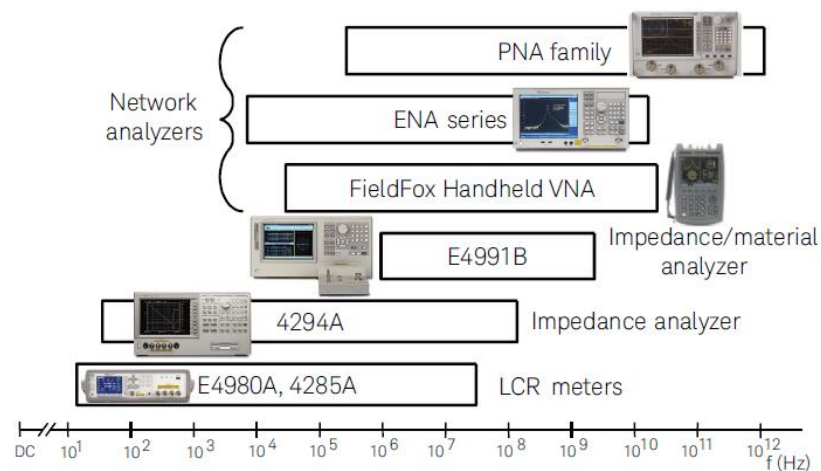 PNA family
Network
analyzers
ENA series
FieldFox Handheld VNA
E4991B
Impedance/material
analyzer
4294A
Impedance analyzer
E4980A, 4285A
LCR meters
DC 10¹ 10² 10³ 10⁴ 10⁵ 10⁶ 10⁷ 10⁸ 10⁹ 10¹⁰ 10¹¹ 10¹² f (Hz)